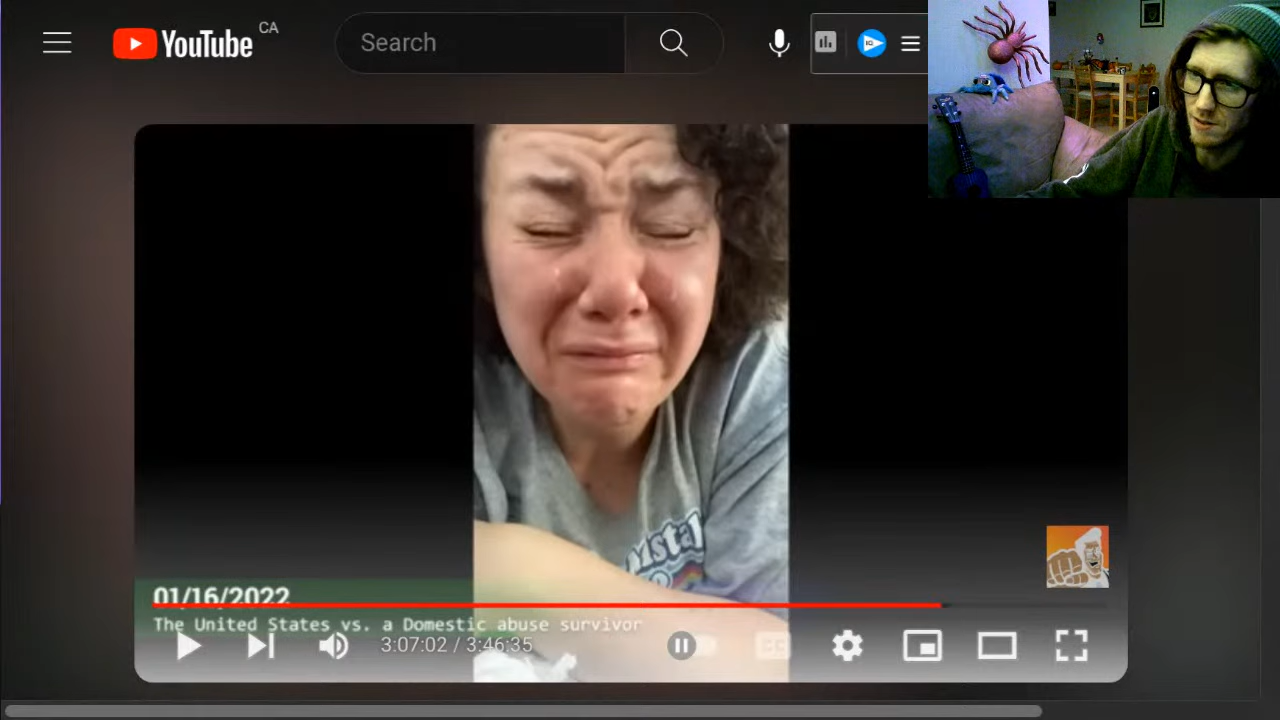 YouTube
CA
Search
01/16/2022
The United States vs. a Domestic abuse survivor
3:07:02 / 3:46:35